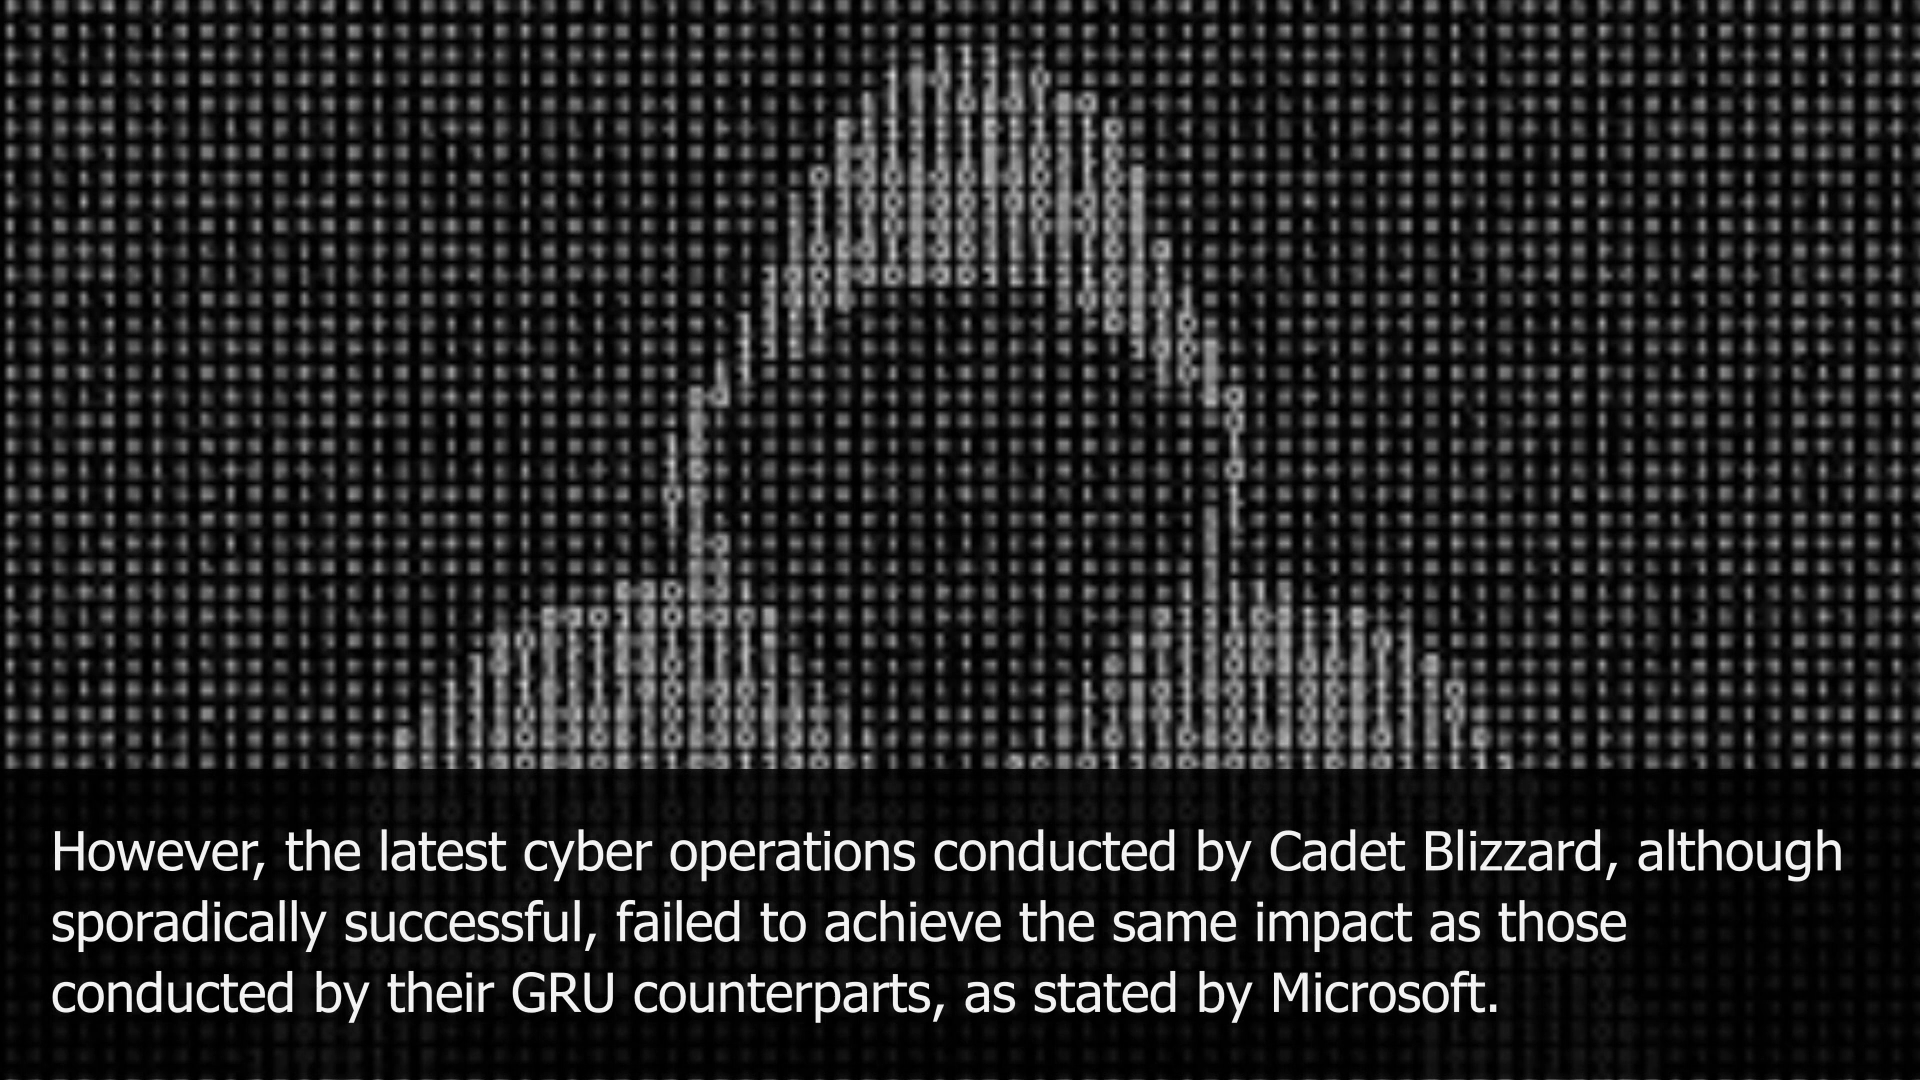 However, the latest cyber operations conducted by Cadet Blizzard, although
sporadically successful, failed to achieve the same impact as those
conducted by their GRU counterparts, as stated by Microsoft.